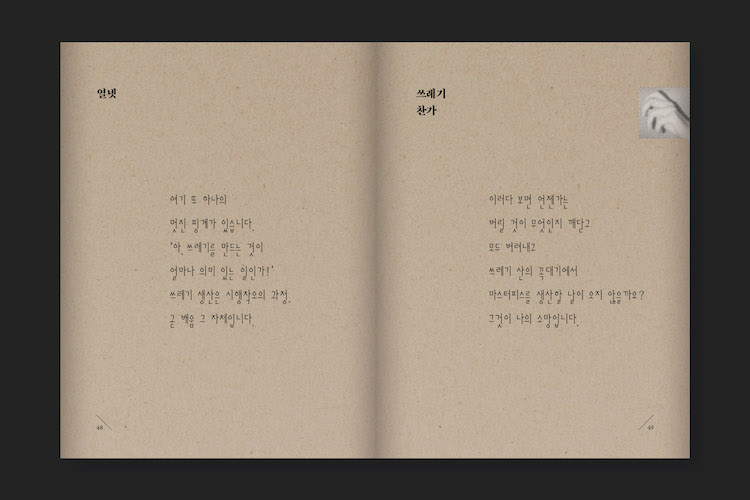 열넷
여기 또 하나의
멋진 핑계가 있습니다.
‘아, 쓰레기를 만드는 것이
얼마나 의미 있는 일인가!’
쓰레기 생산은 시행착오의 과정,
곧 배움 그 자체입니다.
48
쓰레기
찬가
이러다 보면 언젠가는
버릴 것이 무엇인지 깨닫고
모두 버려내고
쓰레기 산의 꼭대기에서
마스터피스를 생산할 날이 오지 않을까요?
그것이 나의 소망입니다.
49